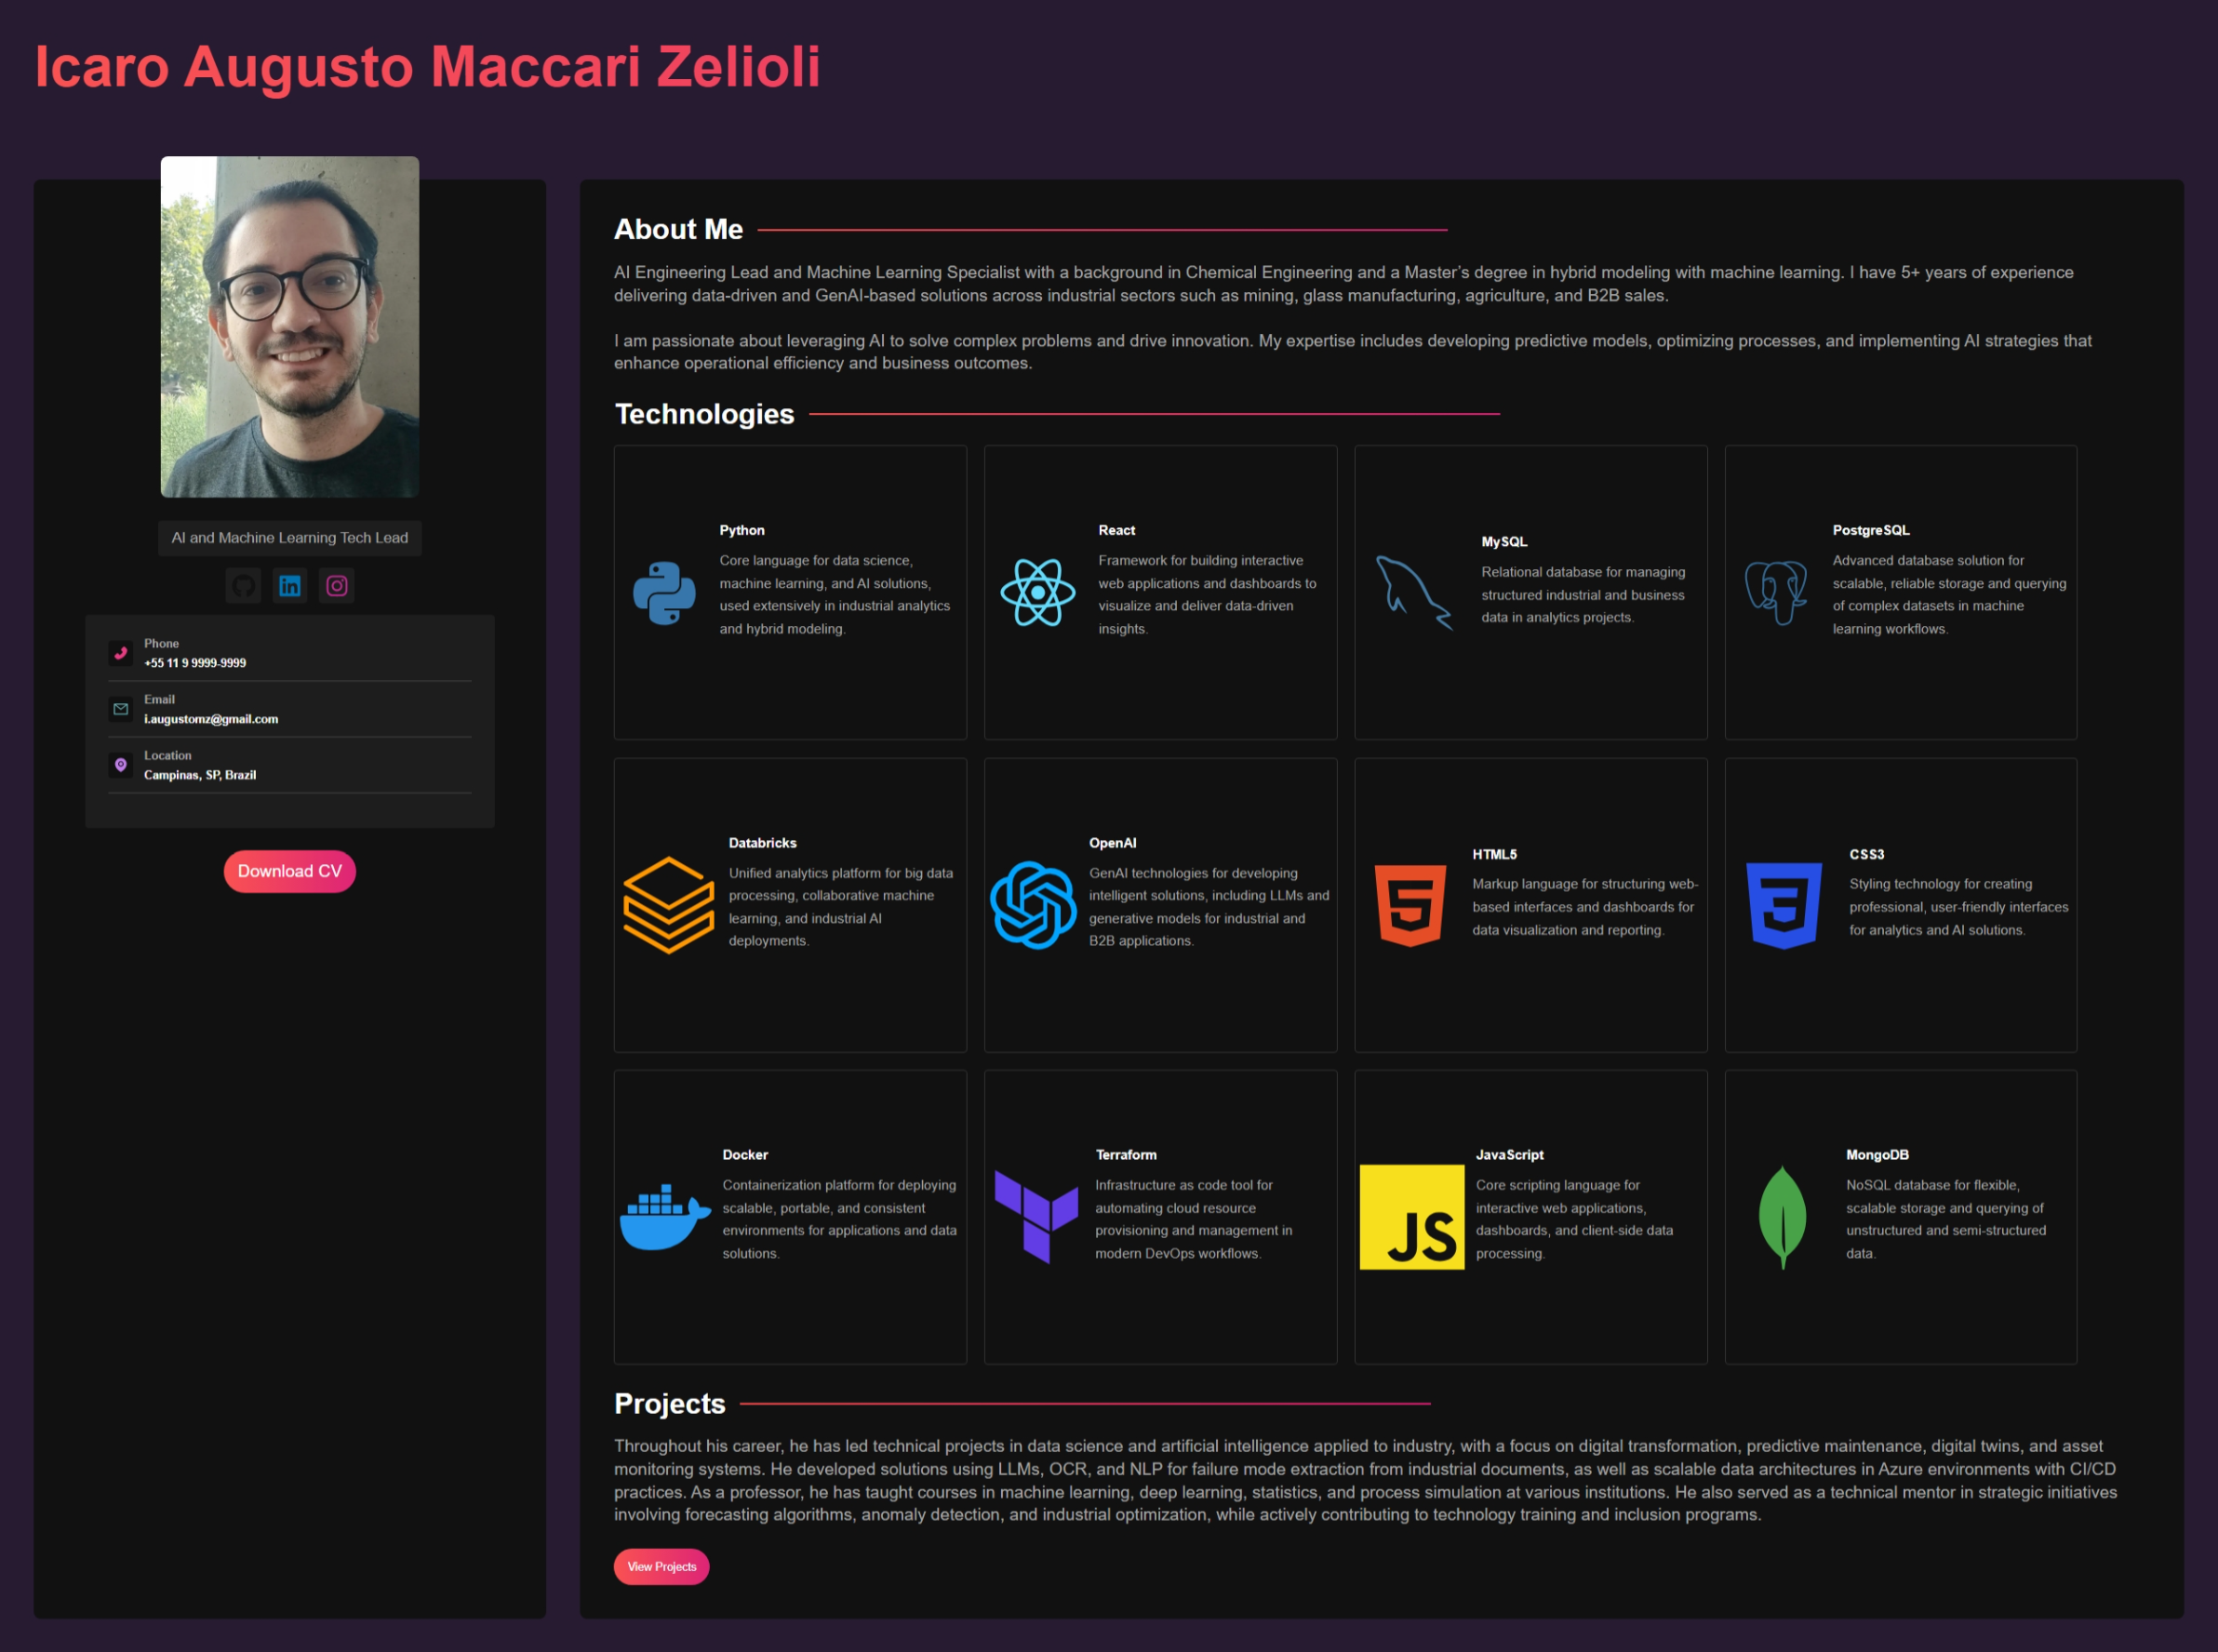 Icaro Augusto Maccari Zelioli
AI and Machine Learning Tech Lead
Phone
+55 11 9 9999-9999
Email
i.augustomz@gmail.com
Location
Campinas, SP, Brazil
Download CV
About Me
AI Engineering Lead and Machine Learning Specialist with a background in Chemical Engineering and a Master’s degree in hybrid modeling with machine learning. I have 5+ years of experience
delivering data-driven and GenAI-based solutions across industrial sectors such as mining, glass manufacturing, agriculture, and B2B sales.
I am passionate about leveraging AI to solve complex problems and drive innovation. My expertise includes developing predictive models, optimizing processes, and implementing AI strategies that
enhance operational efficiency and business outcomes.
Technologies
Python
Core language for data science,
machine learning, and AI solutions,
used extensively in industrial analytics
and hybrid modeling.
React
Framework for building interactive
web applications and dashboards to
visualize and deliver data-driven
insights.
MySQL
Relational database for managing
structured industrial and business
data in analytics projects.
PostgreSQL
Advanced database solution for
scalable, reliable storage and querying
of complex datasets in machine
learning workflows.
Databricks
Unified analytics platform for big data
processing, collaborative machine
learning, and industrial AI
deployments.
OpenAI
GenAI technologies for developing
intelligent solutions, including LLMs and
generative models for industrial and
B2B applications.
HTML5
Markup language for structuring web-
based interfaces and dashboards for
data visualization and reporting.
CSS3
Styling technology for creating
professional, user-friendly interfaces
for analytics and AI solutions.
Docker
Containerization platform for deploying
scalable, portable, and consistent
environments for applications and data
solutions.
Terraform
Infrastructure as code tool for
automating cloud resource
provisioning and management in
modern DevOps workflows.
JS
JavaScript
Core scripting language for
interactive web applications,
dashboards, and client-side data
processing.
MongoDB
NoSQL database for flexible,
scalable storage and querying of
unstructured and semi-structured
data.
Projects
Throughout his career, he has led technical projects in data science and artificial intelligence applied to industry, with a focus on digital transformation, predictive maintenance, digital twins, and asset
monitoring systems. He developed solutions using LLMs, OCR, and NLP for failure mode extraction from industrial documents, as well as scalable data architectures in Azure environments with CI/CD
practices. As a professor, he has taught courses in machine learning, deep learning, statistics, and process simulation at various institutions. He also served as a technical mentor in strategic initiatives
involving forecasting algorithms, anomaly detection, and industrial optimization, while actively contributing to technology training and inclusion programs.
View Projects